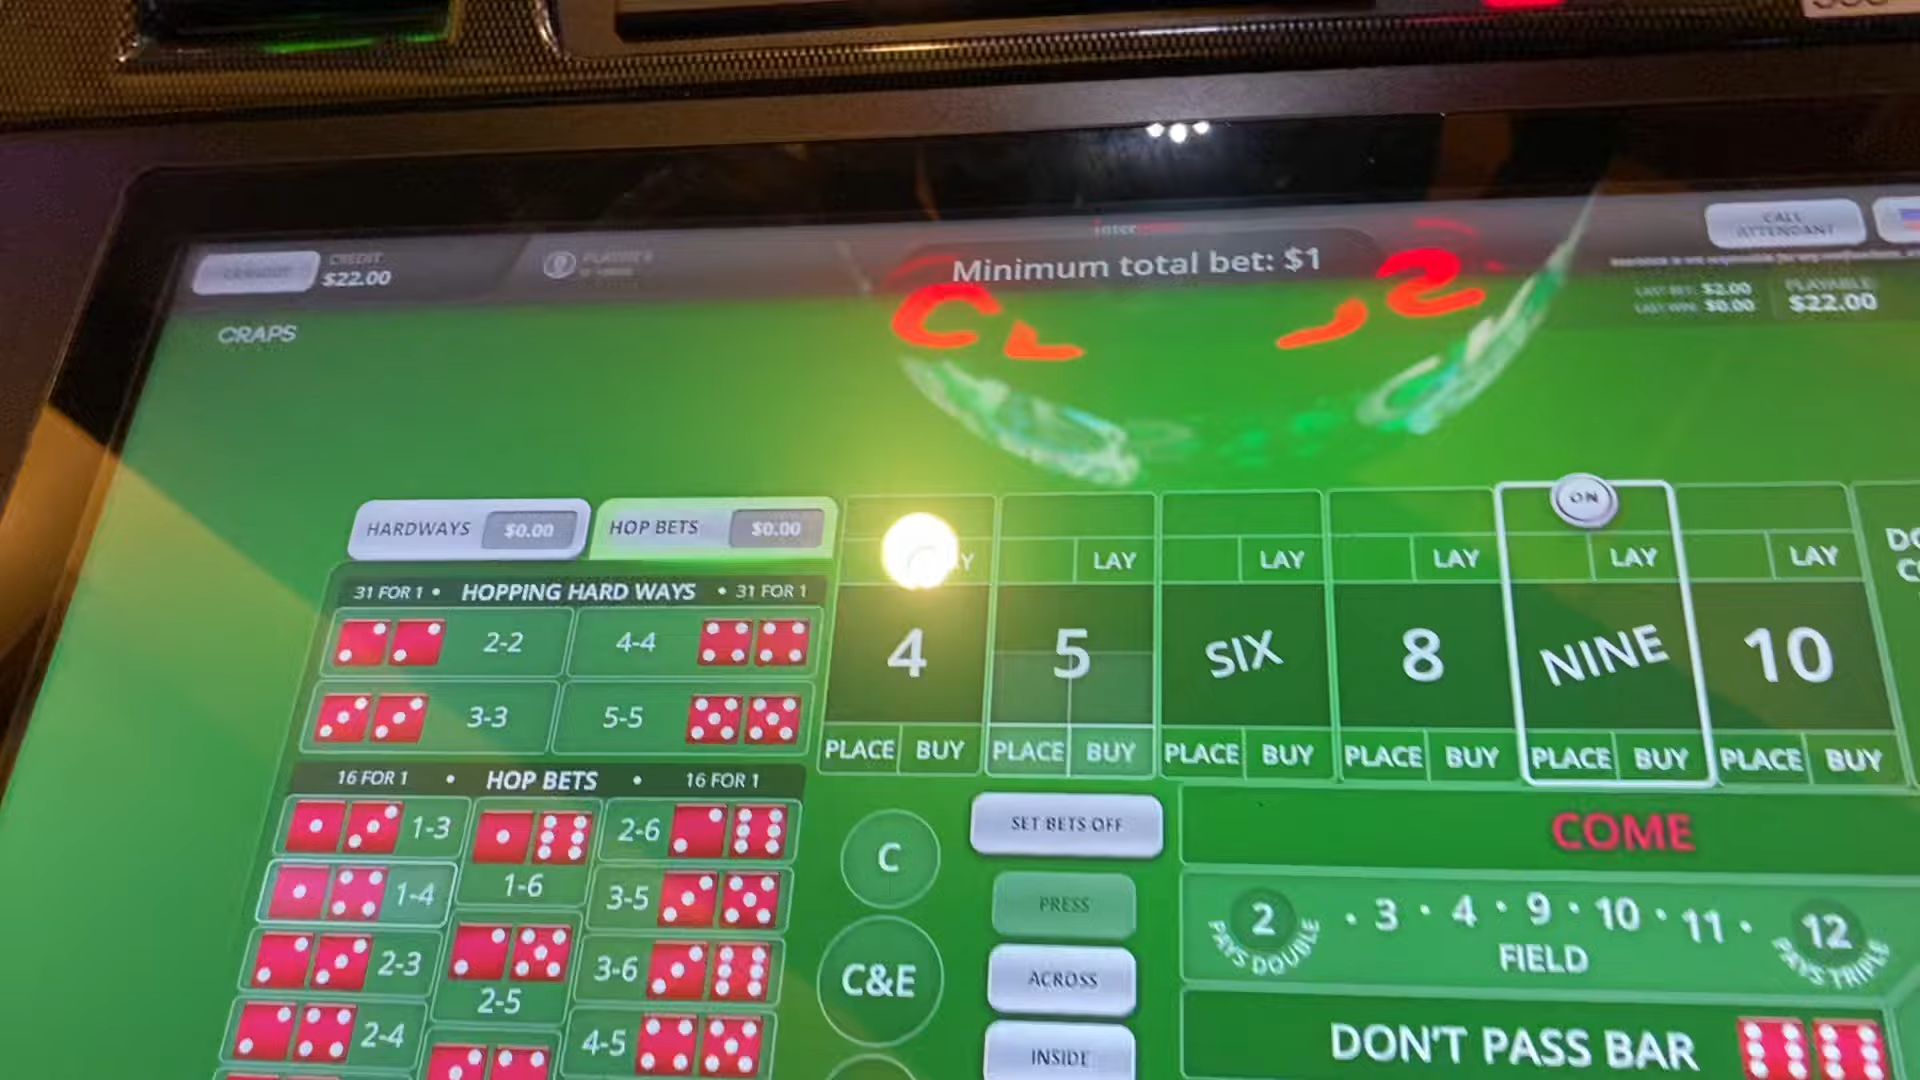 Minimum total bet: $1
CALL
ATTENDANT
CREDIT
$22.00
LAST BET: $2.00
LAST WIN: $0.00
PLAYABLE
$22.00
CRAPS
HARDWAYS $0.00
HOP BETS $0.00
31 FOR 1 • HOPPING HARD WAYS • 31 FOR 1
2-2 4-4
3-3 5-5
16 FOR 1 • HOP BETS • 16 FOR 1
1-3 1-6 2-6
1-4 3-5
2-3 2-5 3-6
2-4 4-5
LAY LAY LAY LAY LAY
ON
4 5 SIX 8 NINE 10
PLACE BUY PLACE BUY PLACE BUY PLACE BUY PLACE BUY PLACE BUY
C
C&E
SET BETS OFF
PRESS
ACROSS
INSIDE
COME
2 • 3 • 4 • 9 • 10 • 11 • 12
PAYS DOUBLE FIELD PAYS TRIPLE
DON'T PASS BAR